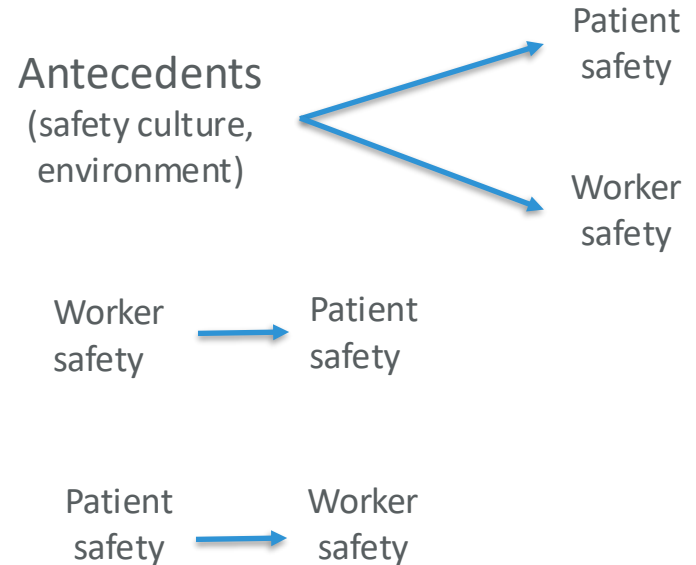 Antecedents
(safety culture,
environment)
Patient
safety
Worker
safety
Worker
safety
Patient
safety
Patient
safety
Worker
safety